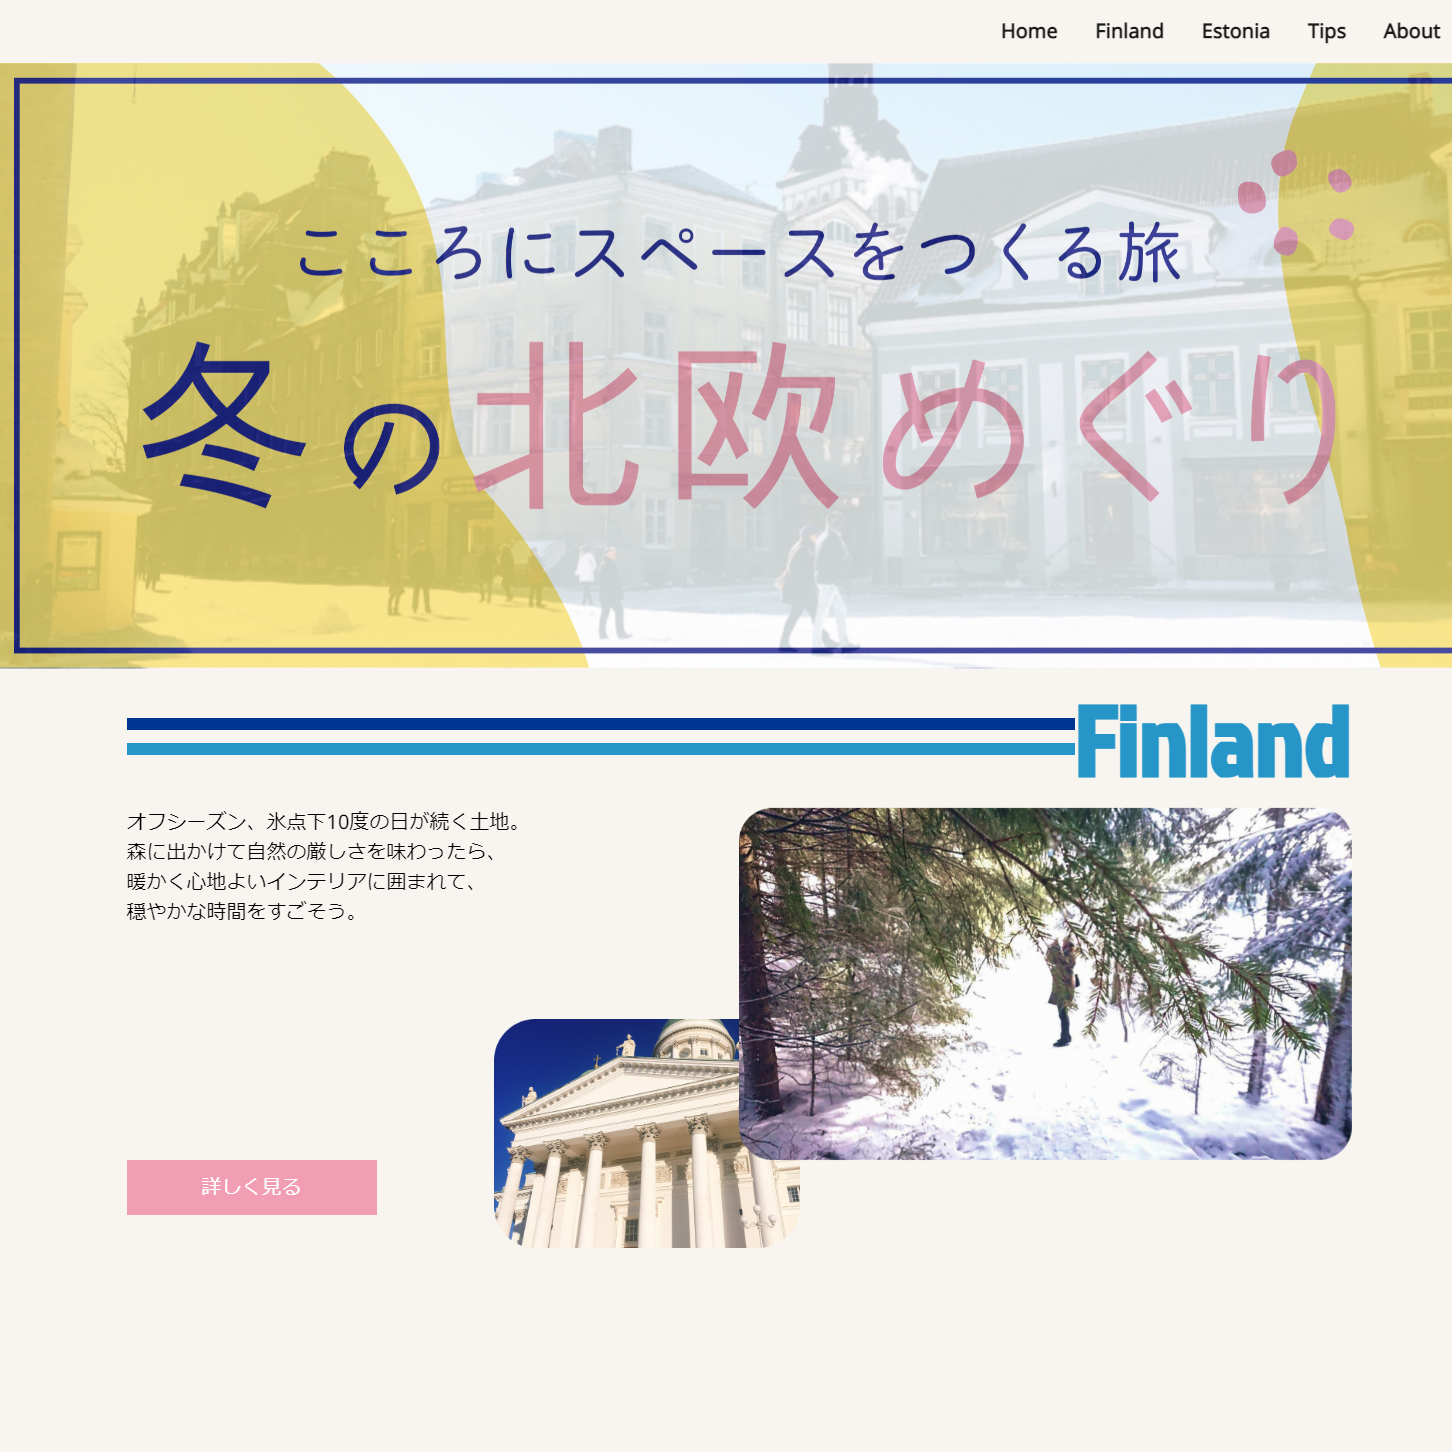 Home Finland Estonia Tips About
こころにスペースをつくる旅
冬の北欧めぐり
Finland
オフシーズン、氷点下10度の日が続く土地。
森に出かけて自然の厳しさを味わったら、
暖かく心地よいインテリアに囲まれて、
穏やかな時間をすごそう。
詳しく見る